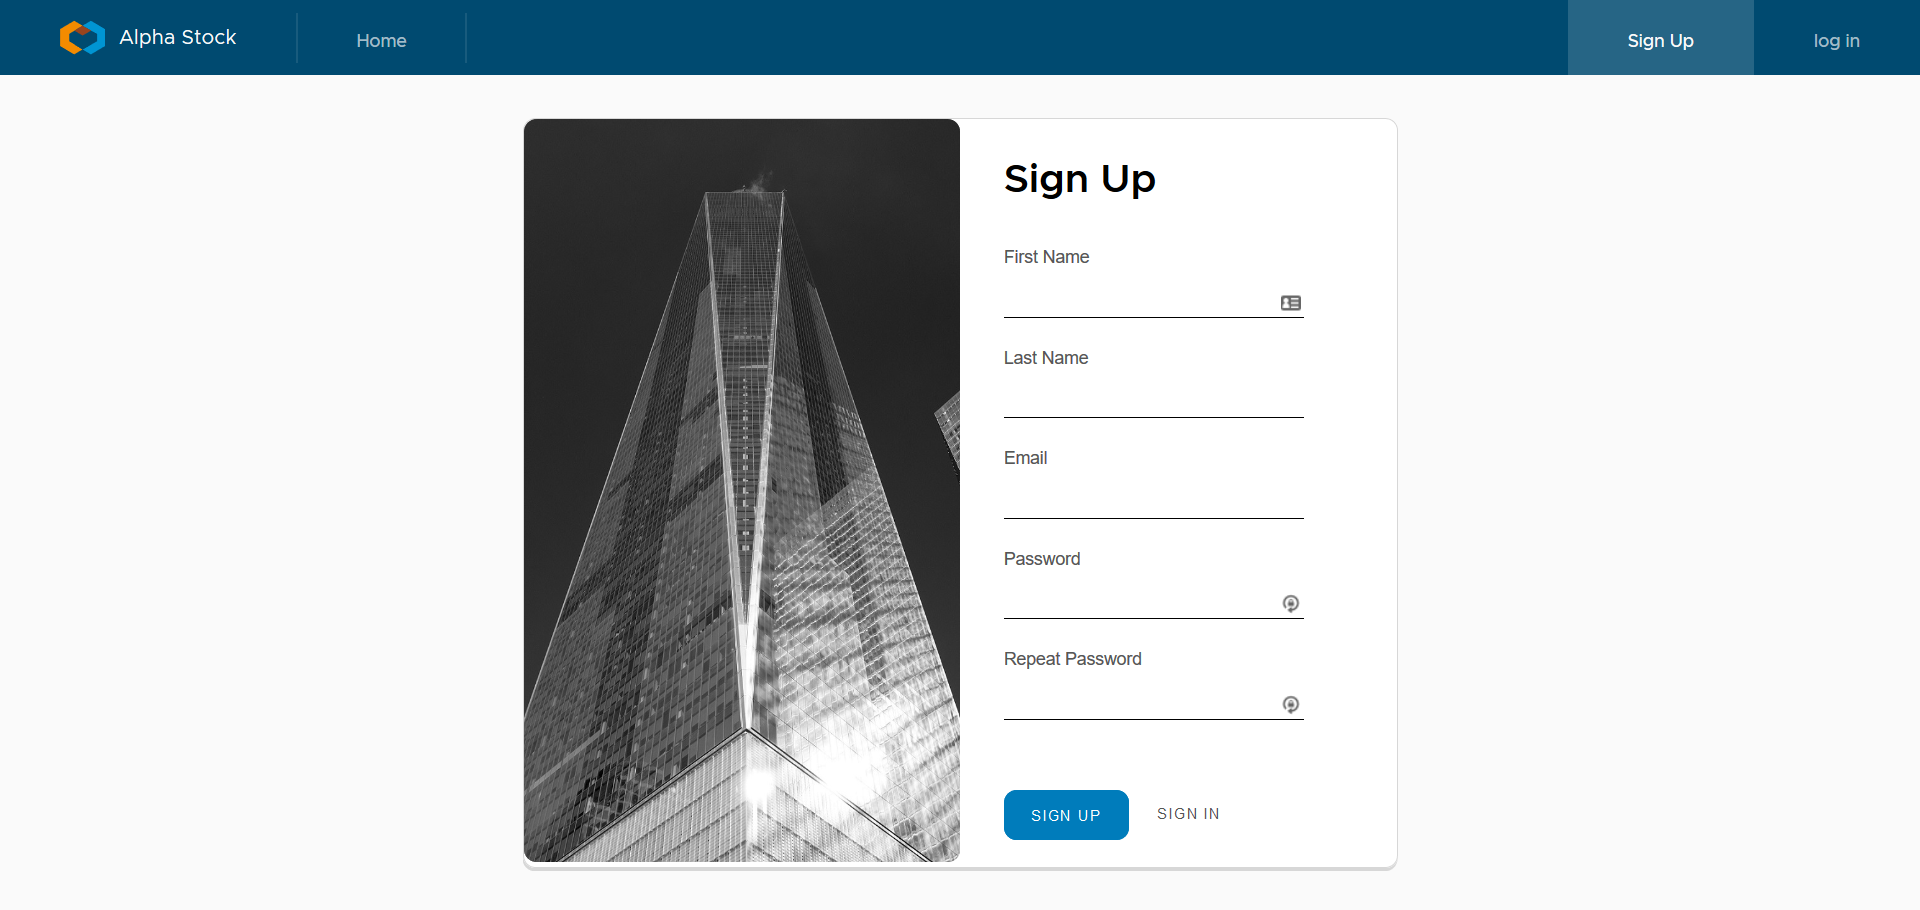 Alpha Stock
Home
Sign Up
log in
Sign Up
First Name
Last Name
Email
Password
Repeat Password
SIGN UP
SIGN IN